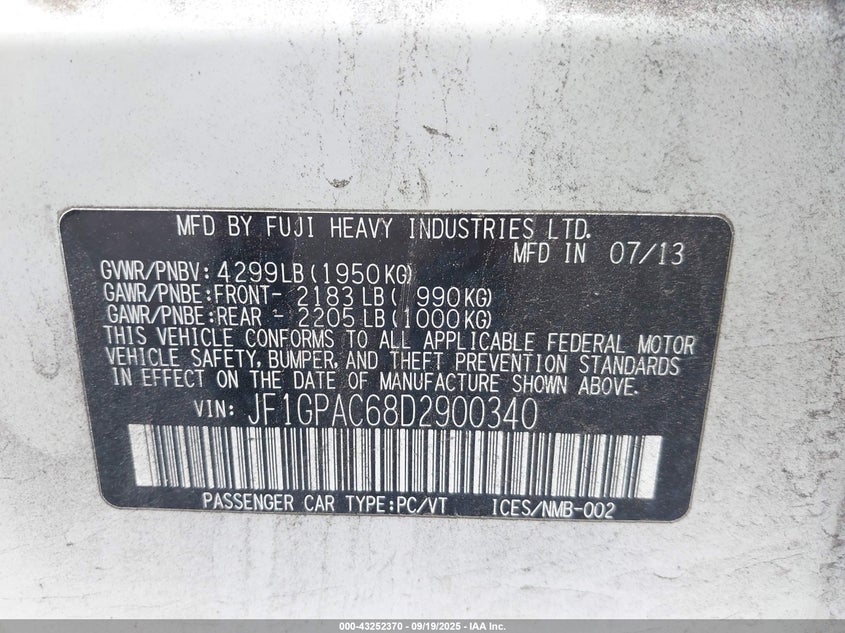 MFD BY FUJI HEAVY INDUSTRIES LTD.
MFD IN 07/13
GVWR/PNBV: 4299LB (1950KG)
GAWR/PNBE:FRONT- 2183 LB( 990KG)
GAWR/PNBE:REAR - 2205 LB(1000KG)
THIS VEHICLE CONFORMS TO ALL APPLICABLE FEDERAL MOTOR
VEHICLE SAFETY, BUMPER, AND THEFT PREVENTION STANDARDS
IN EFFECT ON THE DATE OF MANUFACTURE SHOWN ABOVE.
VIN: JF1GPAC68D2900340
PASSENGER CAR TYPE:PC/VT ICES/NMB-002
000-43252370 - 09/19/2025 - IAA Inc.